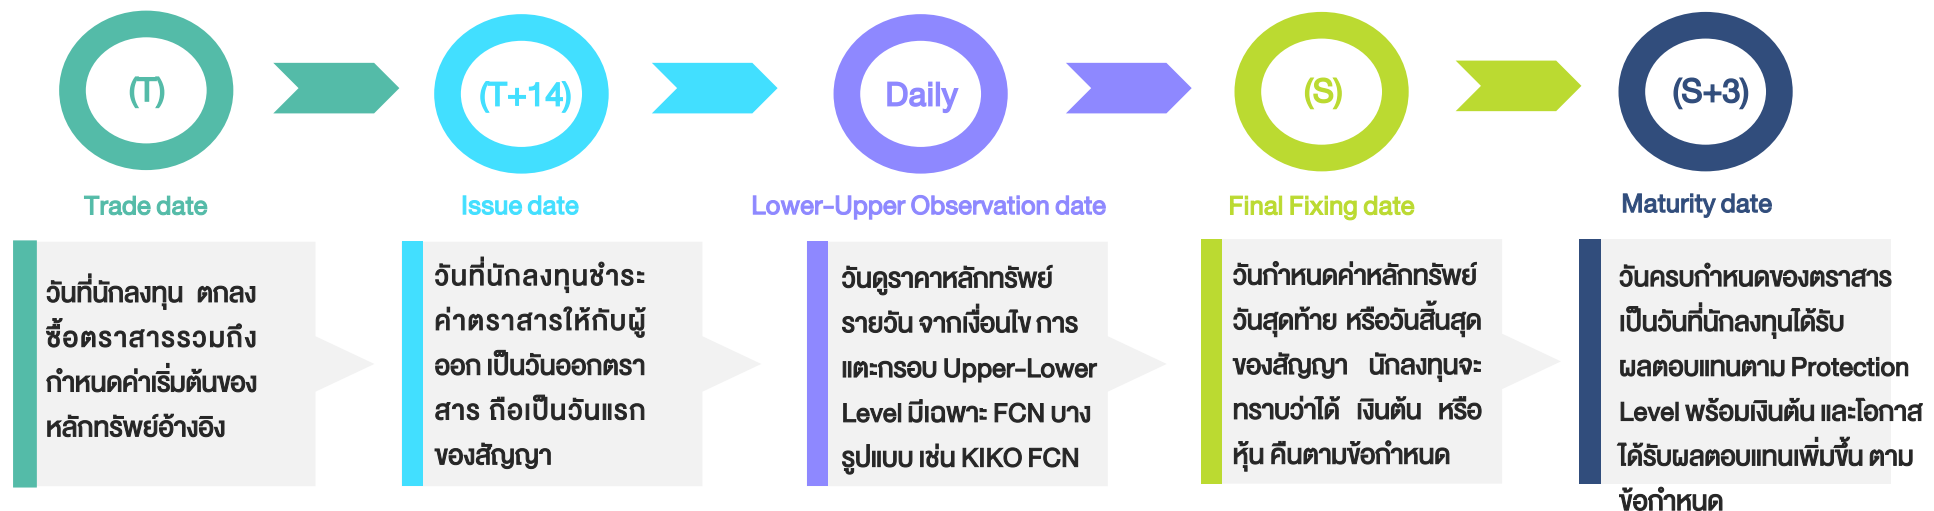 (T)
(T+14)
Daily
(S)
(S+3)
Trade date
Issue date
Lower-Upper Observation date
Final Fixing date
Maturity date
วันที่นักลงทุน ตกลง
ซื้อตราสารรวมถึง
กำหนดค่าเริ่มต้นของ
หลักทรัพย์อ้างอิง
วันที่นักลงทุนชำระ
ค่าตราสารให้กับผู้
ออก เป็นวันออกตรา
สาร ถือเป็นวันแรก
ของสัญญา
วันดูราคาหลักทรัพย์
รายวัน จากเงื่อนไข การ
แตะกรอบ Upper-Lower
Level มีเฉพาะ FCN บาง
รูปแบบ เช่น KIKO FCN
วันกำหนดค่าหลักทรัพย์
วันสุดท้าย หรือวันสิ้นสุด
ของสัญญา นักลงทุนจะ
ทราบว่าได้ เงินต้น หรือ
หุ้น คืนตามข้อกำหนด
วันครบกำหนดของตราสาร
เป็นวันที่นักลงทุนได้รับ
ผลตอบแทนตาม Protection
Level พร้อมเงินต้น และโอกาส
ได้รับผลตอบแทนเพิ่มขึ้น ตาม
ข้อกำหนด